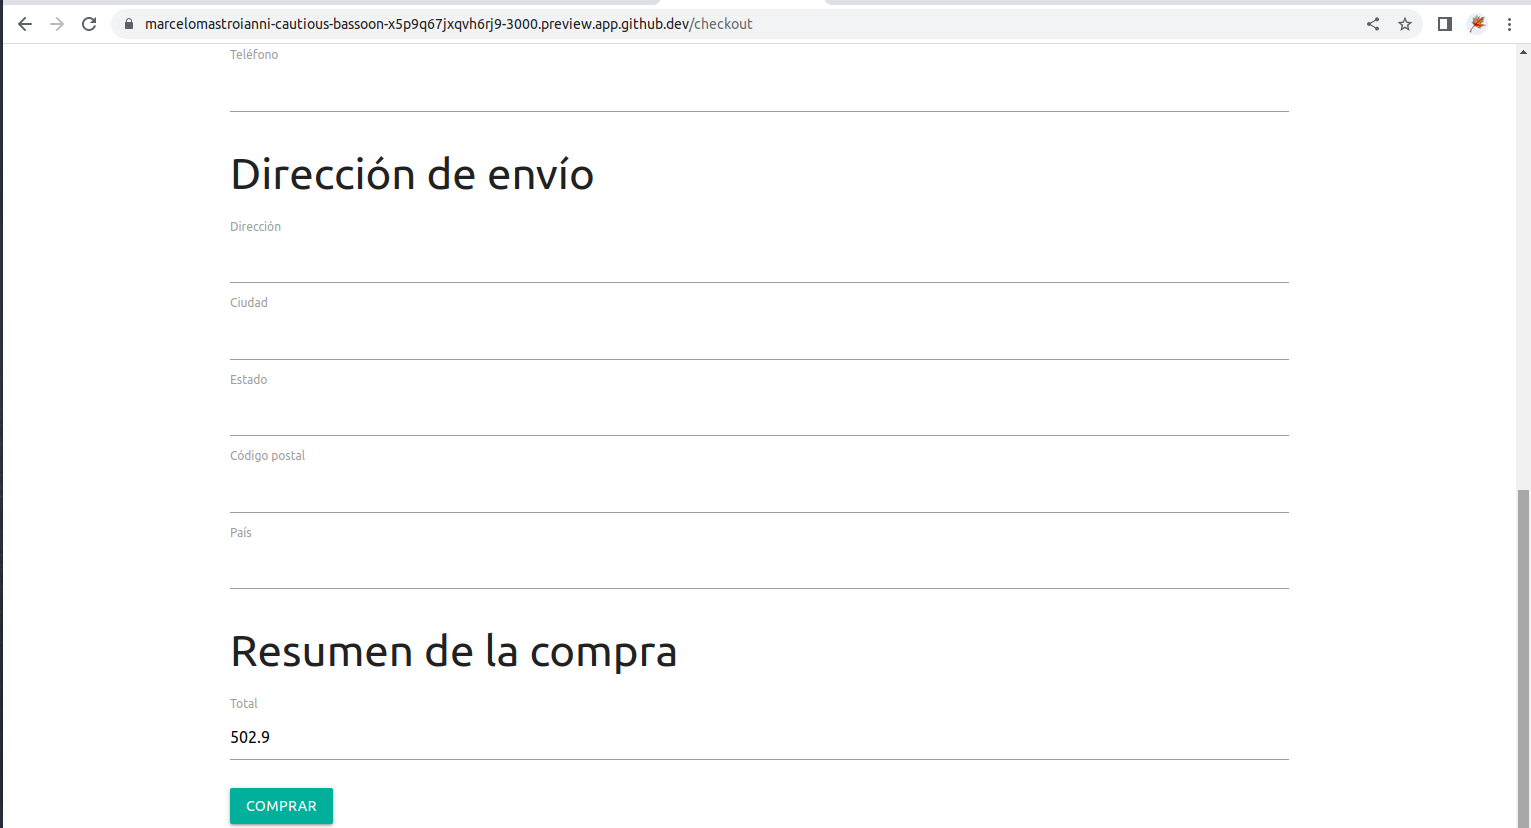 marcelomastroianni-cautious-bassoon-x5p9q67jxqvh6rj9-3000.preview.app.github.dev/checkout
Teléfono
Dirección de envío
Dirección
Ciudad
Estado
Código postal
País
Resumen de la compra
Total
502.9
COMPRAR